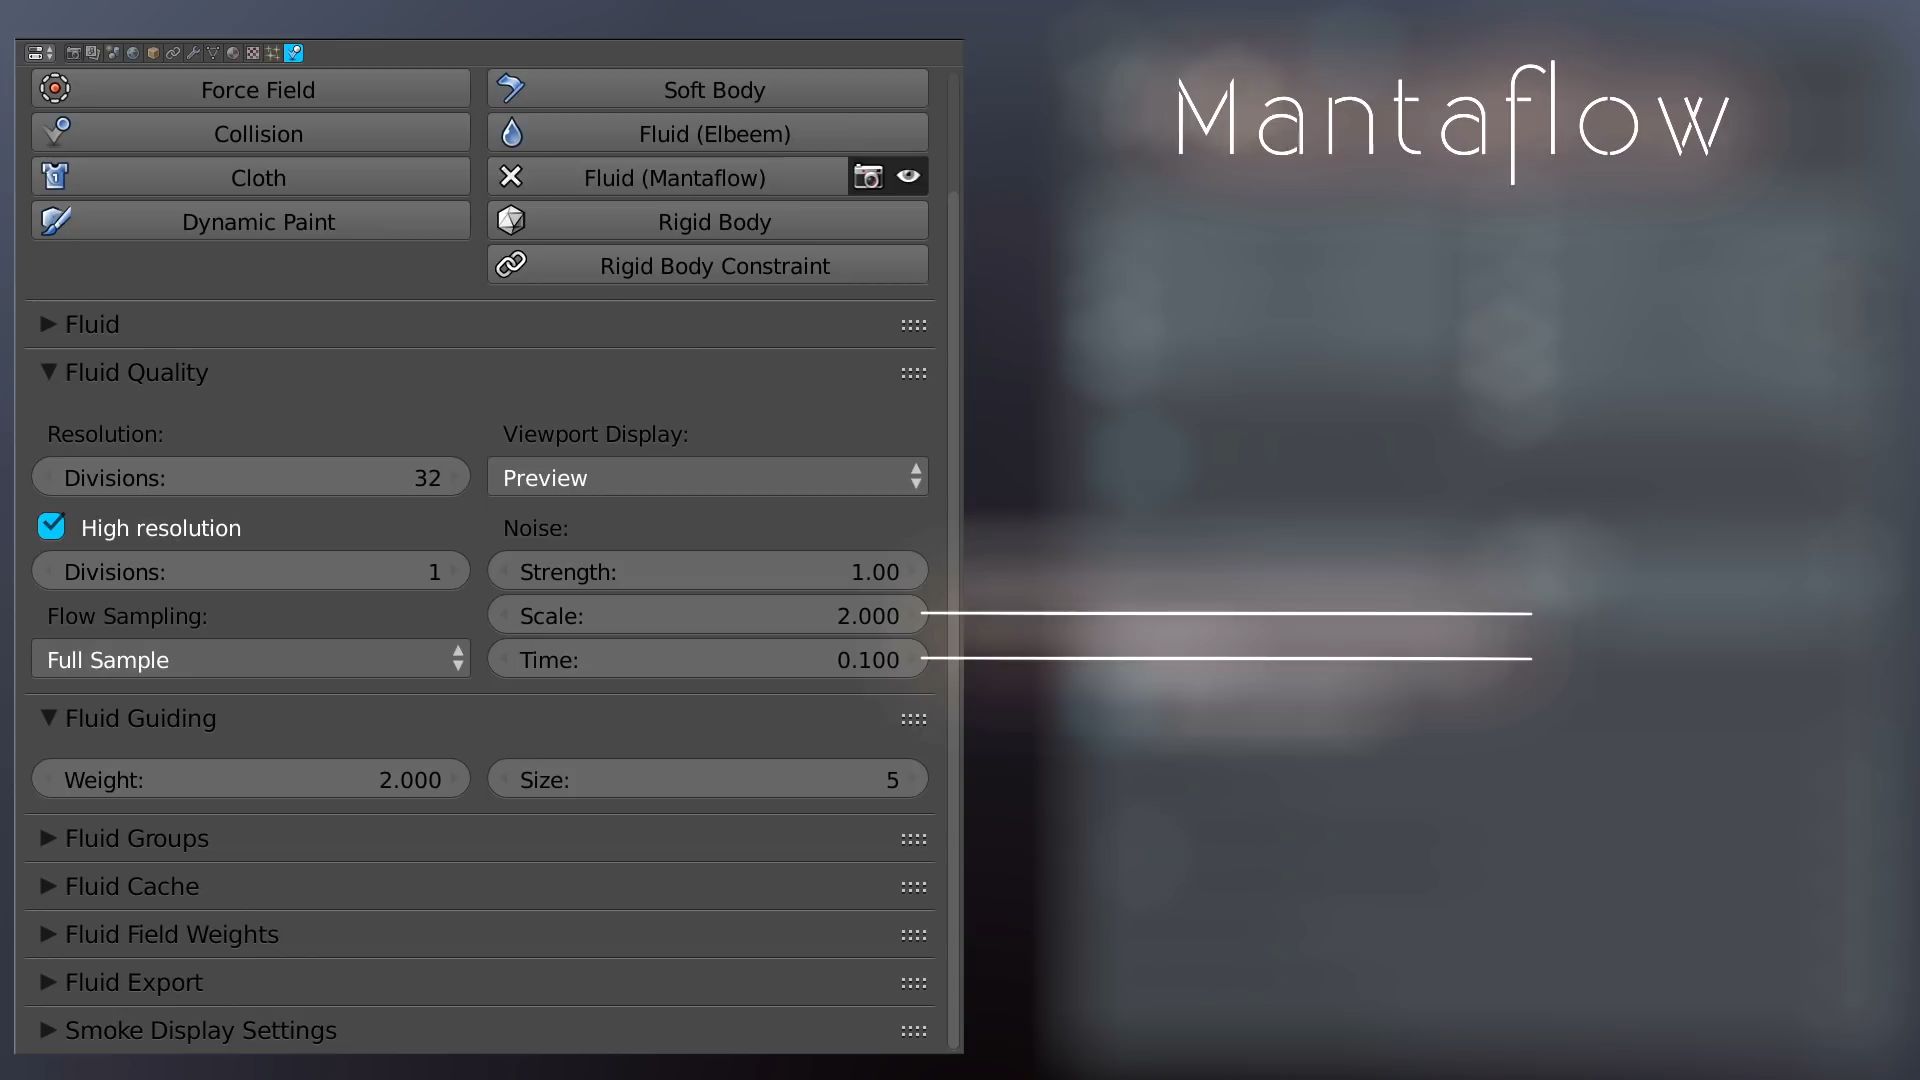 Mantaflow
Force Field
Soft Body
Collision
Fluid (Elbeem)
Cloth
Fluid (Mantaflow)
Dynamic Paint
Rigid Body
Rigid Body Constraint
Fluid
Fluid Quality
Resolution:
Viewport Display:
Divisions: 32
Preview
High resolution
Noise:
Divisions: 1
Strength: 1.00
Flow Sampling:
Scale: 2.000
Full Sample
Time: 0.100
Fluid Guiding
Weight: 2.000
Size: 5
Fluid Groups
Fluid Cache
Fluid Field Weights
Fluid Export
Smoke Display Settings